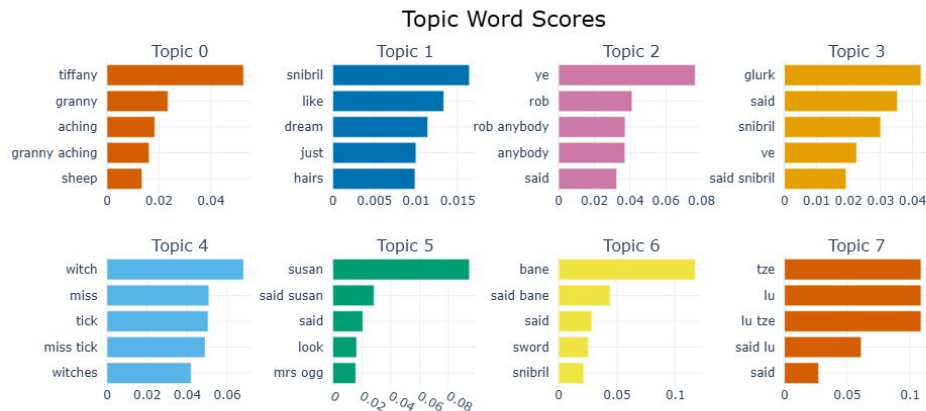 Topic Word Scores
Topic 0 Topic 1 Topic 2 Topic 3
tiffany snibril ye glurk
granny like rob said
aching dream rob anybody snibril
granny aching just anybody ve
sheep hairs said said snibril
0 0.02 0.04 0 0.005 0.01 0.015 0 0.02 0.04 0.06 0.08 0 0.01 0.02 0.03 0.04
Topic 4 Topic 5 Topic 6 Topic 7
witch susan bane tze
miss said susan said bane lu
tick said said lu tze
miss tick look sword said lu
witches mrs ogg snibril said
0 0.02 0.04 0.06 0 0.02 0.04 0.06 0.08 0 0.05 0.1 0 0.05 0.1